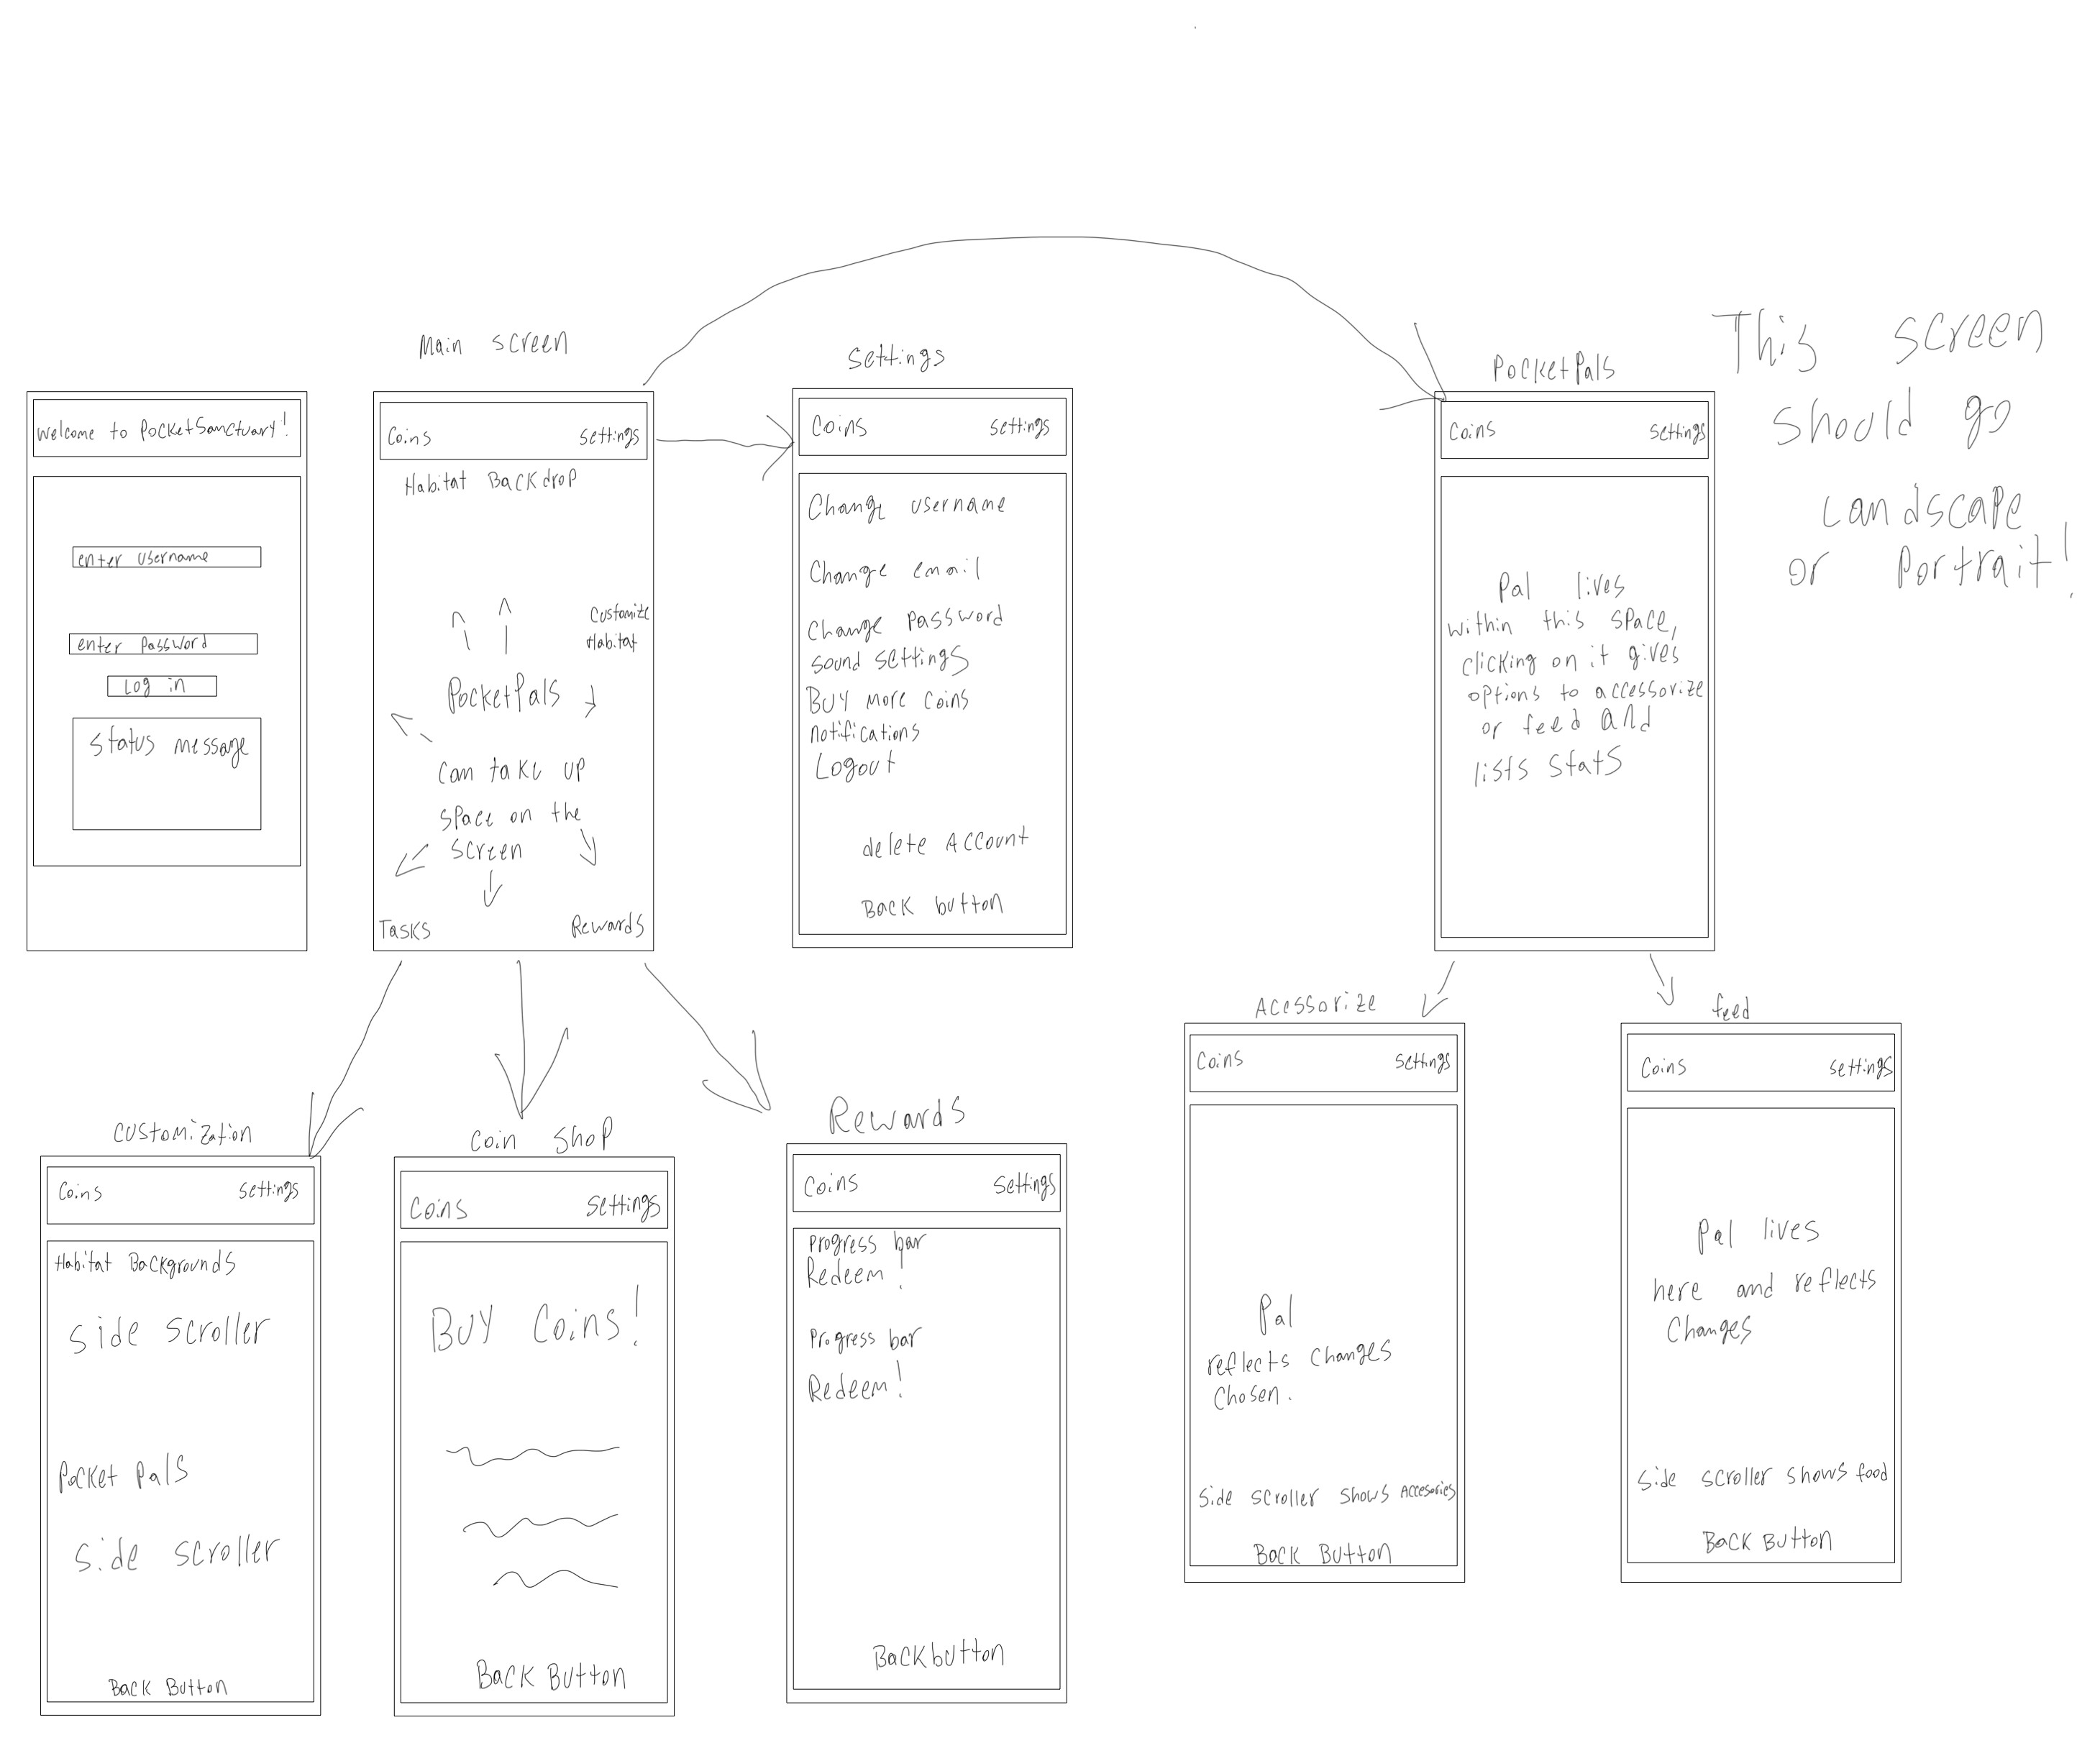 Welcome to PocketSanctuary!
enter username
enter Password
Log in
Status message
Main screen
Coins
Settings
Habitat Backdrop
Customize
Habitat
PocketPals
can take up
space on the
screen
Tasks
Rewards
Settings
Coins
Settings
Change username
Change email
Change Password
sound settings
Buy more coins
notifications
Logout
delete Account
Back button
PocketPals
Coins
Settings
Pal lives
within this space,
clicking on it gives
options to accessorize
or feed and
lists stats
This screen
should go
Landscape
or Portrait!
Customization
Coins
Settings
Habitat Backgrounds
side scroller
Pocket Pals
side scroller
Back Button
Coin Shop
Coins
Settings
Buy Coins!
Back Button
Rewards
Coins
Settings
Progress bar
Redeem!
Progress bar
Redeem!
Back button
Acessorize
Coins
Settings
Pal
reflects changes
chosen.
side scroller shows Accesories
Back Button
feed
Coins
Settings
Pal lives
here and reflects
changes
side scroller shows food
Back Button